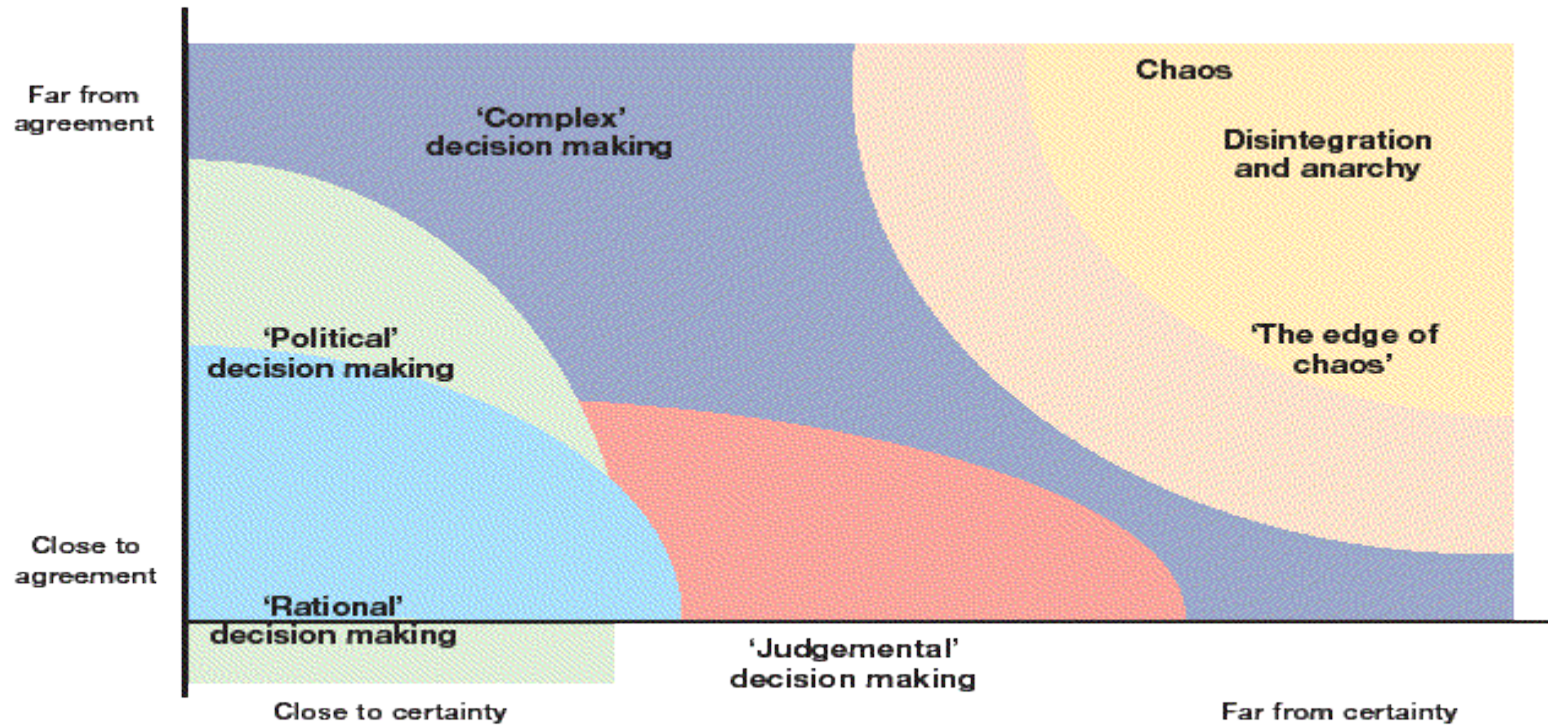 Far from
agreement
'Complex'
decision making
Chaos
Disintegration
and anarchy
'Political'
decision making
'The edge of
chaos'
Close to
agreement
'Rational'
decision making
'Judgemental'
decision making
Close to certainty
Far from certainty